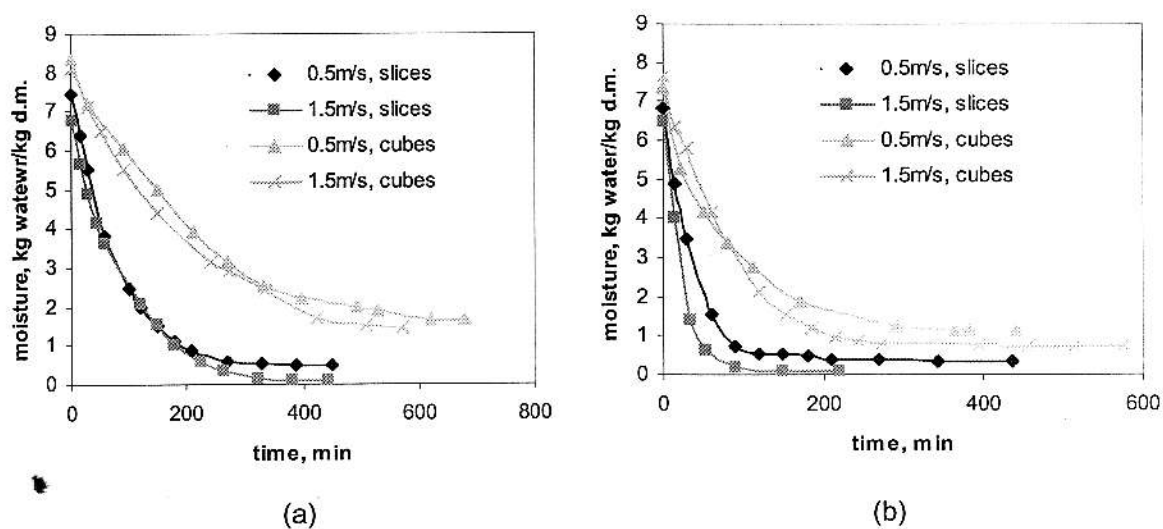 9
8
7
6
5
4
3
2
1
0
moisture, kg watewr/kg d.m.
0.5m/s, slices
1.5m/s, slices
0.5m/s, cubes
1.5m/s, cubes
0 200 400 600 800
time, min
(a)
9
8
7
6
5
4
3
2
1
0
moisture, kg water/kg d.m.
0.5m/s, slices
1.5m/s, slices
0.5m/s, cubes
1.5m/s, cubes
0 200 400 600
time, min
(b)